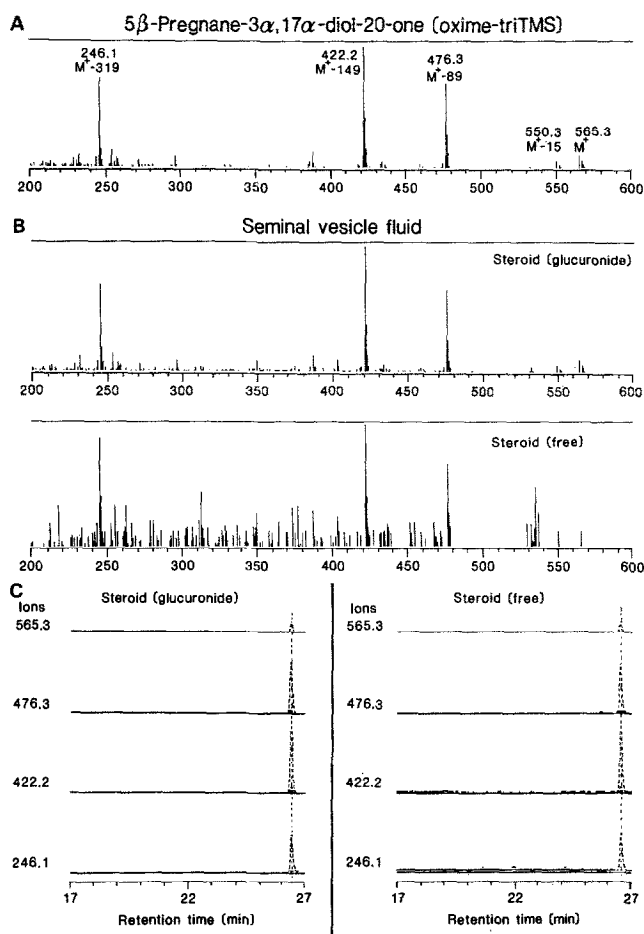 A
5β-Pregnane-3α,17α-diol-20-one (oxime-triTMS)
246.1
M+-319
422.2
M+-149
476.3
M+-89
550.3
M+-15
565.3
M+
200 250 300 350 400 450 500 550 600
B
Seminal vesicle fluid
Steroid (glucuronide)
200 250 300 350 400 450 500 550 600
Steroid (free)
200 250 300 350 400 450 500 550 600
C
Steroid (glucuronide)
Ions
565.3
476.3
422.2
246.1
17 22 27
Retention time (min)
Steroid (free)
Ions
565.3
476.3
422.2
246.1
17 22 27
Retention time (min)